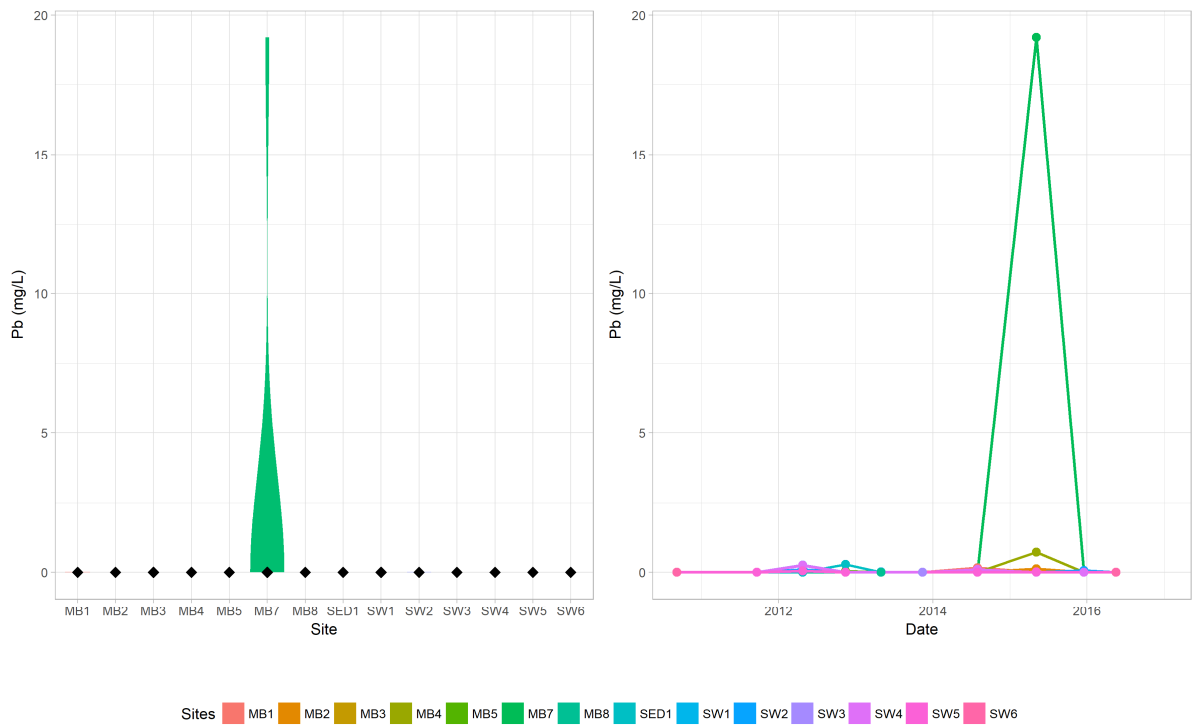 20
15
10
5
0
Pb (mg/L)
MB1 MB2 MB3 MB4 MB5 MB7 MB8 SED1 SW1 SW2 SW3 SW4 SW5 SW6
Site
20
15
10
5
0
Pb (mg/L)
2012 2014 2016
Date
Sites MB1 MB2 MB3 MB4 MB5 MB7 MB8 SED1 SW1 SW2 SW3 SW4 SW5 SW6